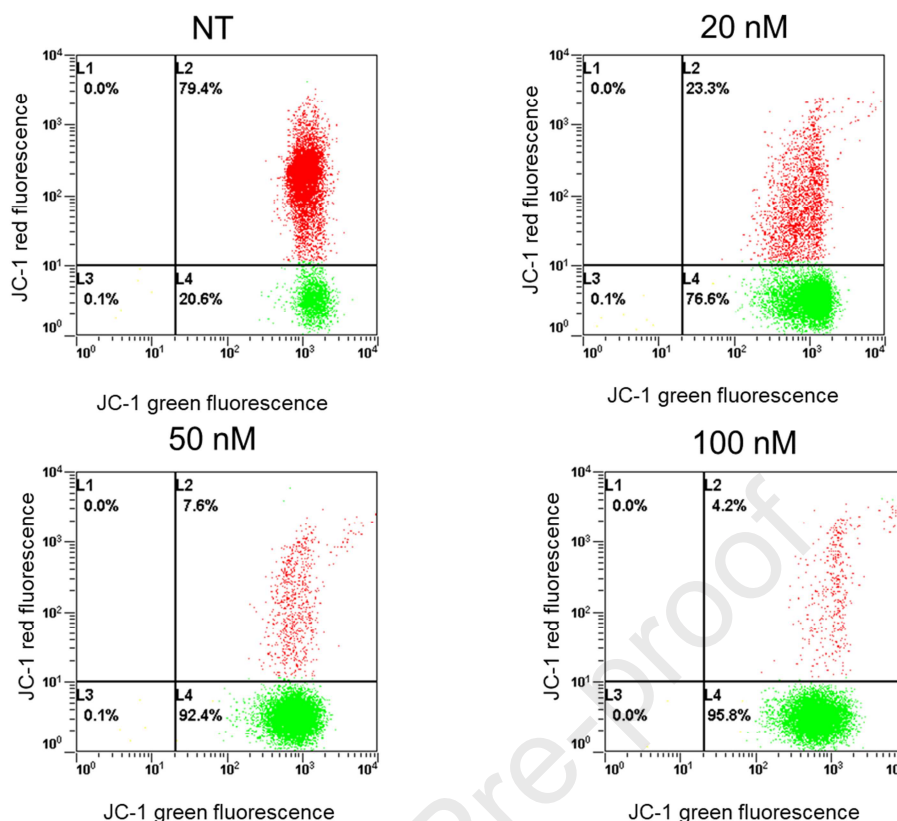 NT
10⁴
L1
0.0%
L2
79.4%
10³
10²
10¹
L3
0.1%
L4
20.6%
10⁰
10⁰ 10¹ 10² 10³ 10⁴
JC-1 red fluorescence
JC-1 green fluorescence
20 nM
10⁴
L1
0.0%
L2
23.3%
10³
10²
10¹
L3
0.1%
L4
76.6%
10⁰
10⁰ 10¹ 10² 10³ 10⁴
JC-1 red fluorescence
JC-1 green fluorescence
50 nM
10⁴
L1
0.0%
L2
7.6%
10³
10²
10¹
L3
0.1%
L4
92.4%
10⁰
10⁰ 10¹ 10² 10³ 10⁴
JC-1 red fluorescence
JC-1 green fluorescence
100 nM
10⁴
L1
0.0%
L2
4.2%
10³
10²
10¹
L3
0.0%
L4
95.8%
10⁰
10⁰ 10¹ 10² 10³
JC-1 red fluorescence
JC-1 green fluorescence
Pre-proof